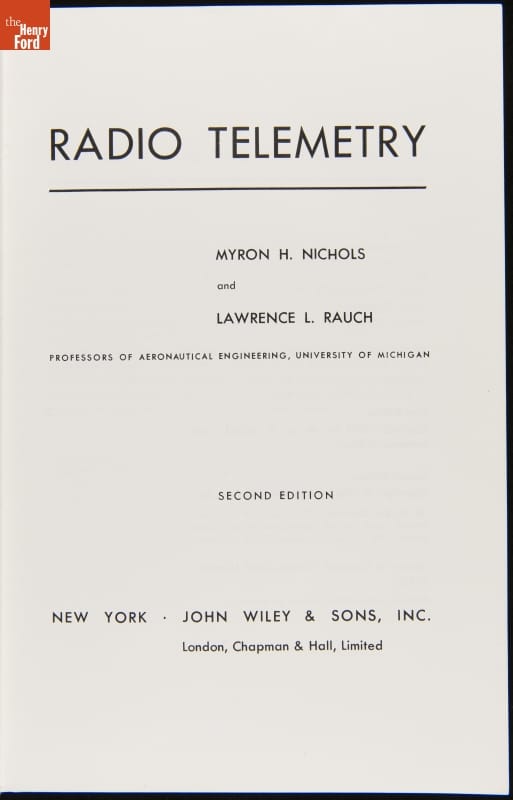 the
Henry
Ford
RADIO TELEMETRY
MYRON H. NICHOLS
and
LAWRENCE L. RAUCH
PROFESSORS OF AERONAUTICAL ENGINEERING, UNIVERSITY OF MICHIGAN
SECOND EDITION
NEW YORK · JOHN WILEY & SONS, INC.
London, Chapman & Hall, Limited